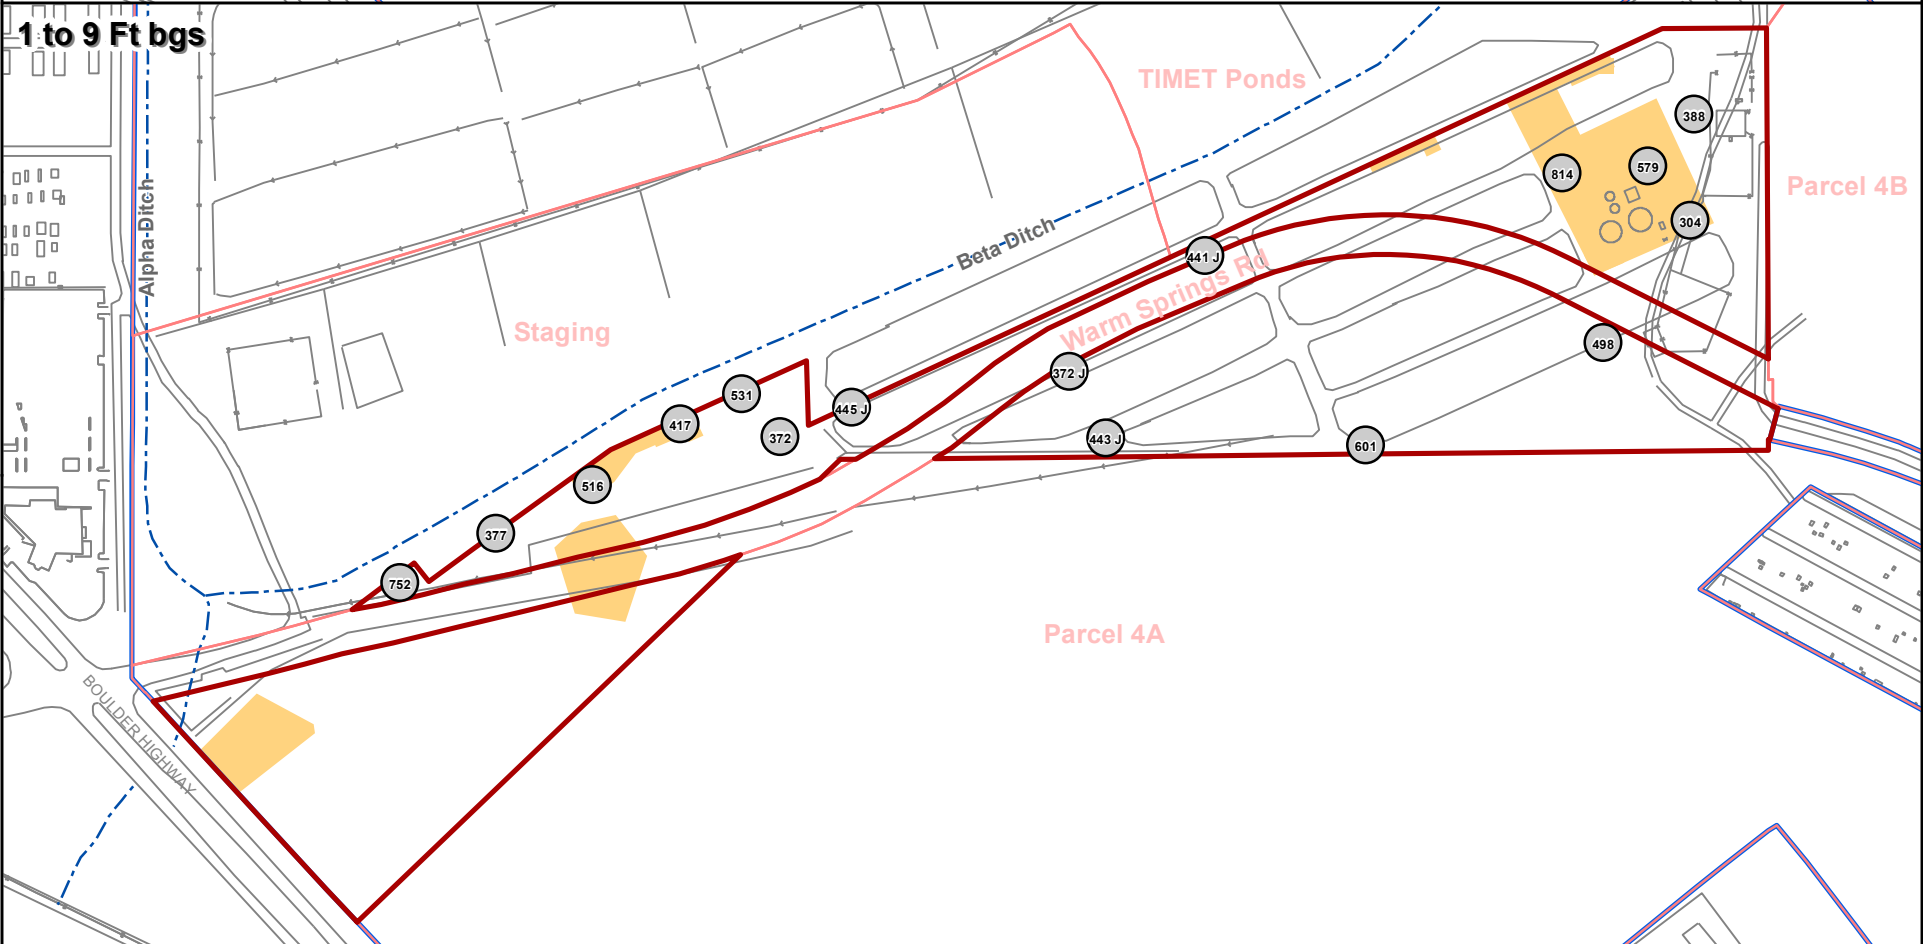 1 to 9 Ft bgs
TIMET Ponds
388
579
814
Parcel 4B
304
Alpha Ditch
Beta Ditch
441 J
Warm Springs Rd
Staging
498
372 J
531
445 J
417
372
443 J
601
516
377
752
Parcel 4A
BOULDER HIGHWAY